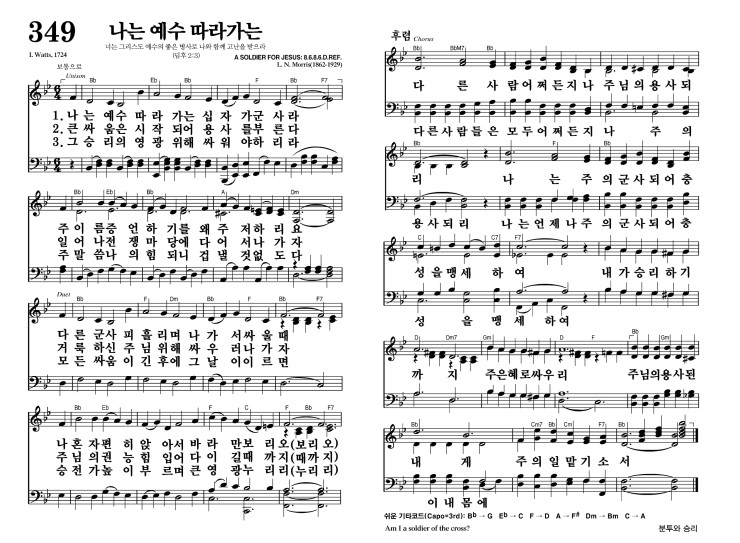 349
나는 예수 따라가는
너는 그리스도 예수의 좋은 병사로 나와 함께 고난을 받으라
(딤후 2:3)
I. Watts, 1724
A SOLDIER FOR JESUS: 8.6.8.6.D.REF.
L. N. Morris(1862-1929)
보통으로
Unison
Bb Eb Bb F Bb F7
1. 나 는 예수 따 라 가는 십 자 가군 사 라
2. 큰 싸 움은 시 작 되어 용 사 를부 른 다
3. 그 승 리의 영 광 위해 싸 워 야하 리 라
Bb Eb A Dm
주 이 름증 언 하 기를 왜 주 저하 리 요
일 어 나전 쟁 마 당에 다 어 서나 가 자
주 말 씀나 의 힘 되니 겁 낼 것없 도 다
Duet
Bb F Dm Bb F Bb F7
다 른 군사 피 흘리며 나 가 서싸 울 때
거 룩 하신 주 님위해 싸 우 러나 가 자
모 든 싸움 이 긴후에 그 날 이이 르 면
Bb Eb Cm F C F F7
나 혼 자편 히 앉 아서 바 라 만보 리 오(보 리 오)
주 님 의권 능 힘 입어 다 이 길때 까 지(때 까 지)
승 전 가높 이 부 르며 큰 영 광누 리 리(누 리 리)
후렴 Chorus
Bb BbM7 Bb
다 른 사 람 어 쩌 든 지 나 주 님 의 용 사 되
다 른 사 람 들 은 모 두 어 쩌 든 지 나 주 의
Bb F
리 나 는 주 의 군 사 되 어 충
용 사 되 리 나 는 언 제 나 주 의 군 사 되 어 충
C C7 F7
성 을 맹 세 하 여 내 가 승 리 하 기
성 을 맹 세 하 여
D Dm7 Gm
까 지 주 은 혜 로 싸 우 리 주 님 의 용 사 된
Bb Cm7 Bb Cm Bb
내 게 주 의 일 맡 기 소 서
이 내 몸 에
쉬운 기타코드(Capo=3rd): Bb→G Eb→C F→D A→F# Dm→Bm C→A
Am I a soldier of the cross?
분투와 승리